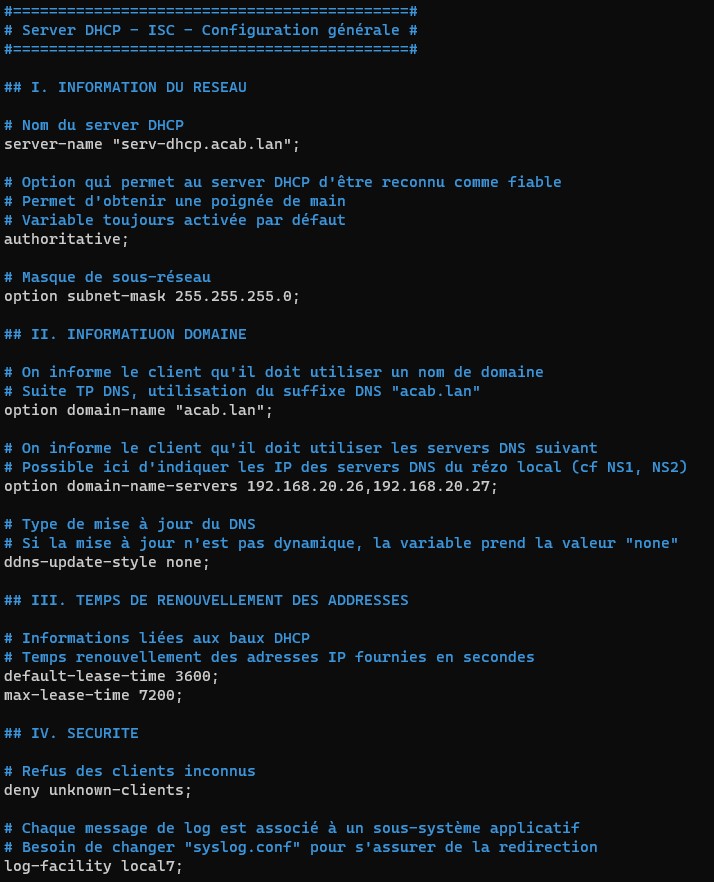 #============================================#
# Server DHCP - ISC - Configuration générale #
#============================================#
## I. INFORMATION DU RESEAU
# Nom du server DHCP
server-name "serv-dhcp.acab.lan";
# Option qui permet au server DHCP d'être reconnu comme fiable
# Permet d'obtenir une poignée de main
# Variable toujours activée par défaut
authoritative;
# Masque de sous-réseau
option subnet-mask 255.255.255.0;
## II. INFORMATIUON DOMAINE
# On informe le client qu'il doit utiliser un nom de domaine
# Suite TP DNS, utilisation du suffixe DNS "acab.lan"
option domain-name "acab.lan";
# On informe le client qu'il doit utiliser les servers DNS suivant
# Possible ici d'indiquer les IP des servers DNS du rézo local (cf NS1, NS2)
option domain-name-servers 192.168.20.26,192.168.20.27;
# Type de mise à jour du DNS
# Si la mise à jour n'est pas dynamique, la variable prend la valeur "none"
ddns-update-style none;
## III. TEMPS DE RENOUVELLEMENT DES ADDRESSES
# Informations liées aux baux DHCP
# Temps renouvellement des adresses IP fournies en secondes
default-lease-time 3600;
max-lease-time 7200;
## IV. SECURITE
# Refus des clients inconnus
deny unknown-clients;
# Chaque message de log est associé à un sous-système applicatif
# Besoin de changer "syslog.conf" pour s'assurer de la redirection
log-facility local7;